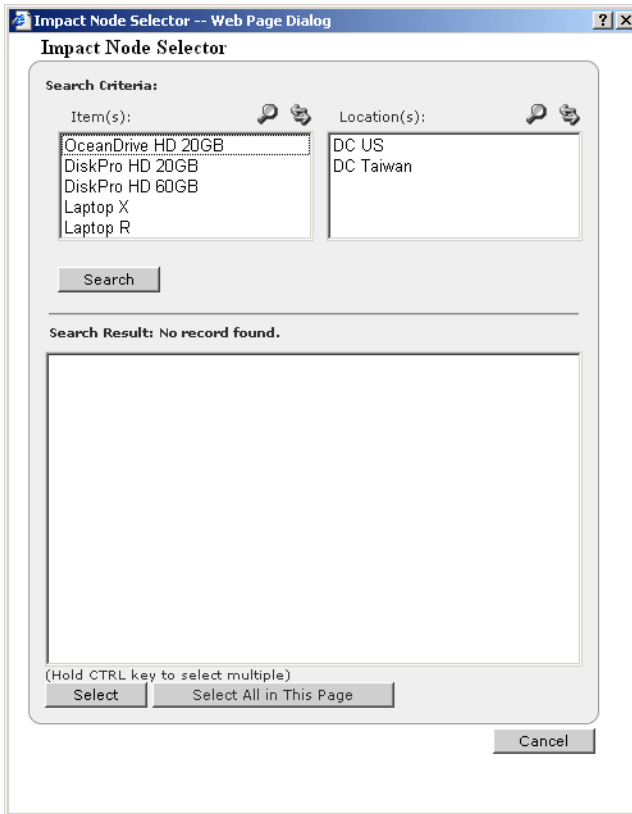 Impact Node Selector -- Web Page Dialog
Impact Node Selector
Search Criteria:
Item(s):
Location(s):
OceanDrive HD 20GB
DiskPro HD 20GB
DiskPro HD 60GB
Laptop X
Laptop R
DC US
DC Taiwan
Search
Search Result: No record found.
(Hold CTRL key to select multiple)
Select
Select All in This Page
Cancel